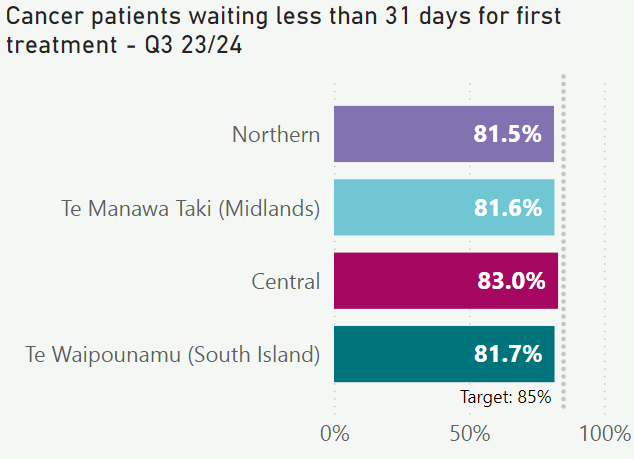 Cancer patients waiting less than 31 days for first
treatment - Q3 23/24
Northern
81.5%
Te Manawa Taki (Midlands)
81.6%
Central
83.0%
Te Waipounamu (South Island)
81.7%
Target: 85%
0%
50%
100%